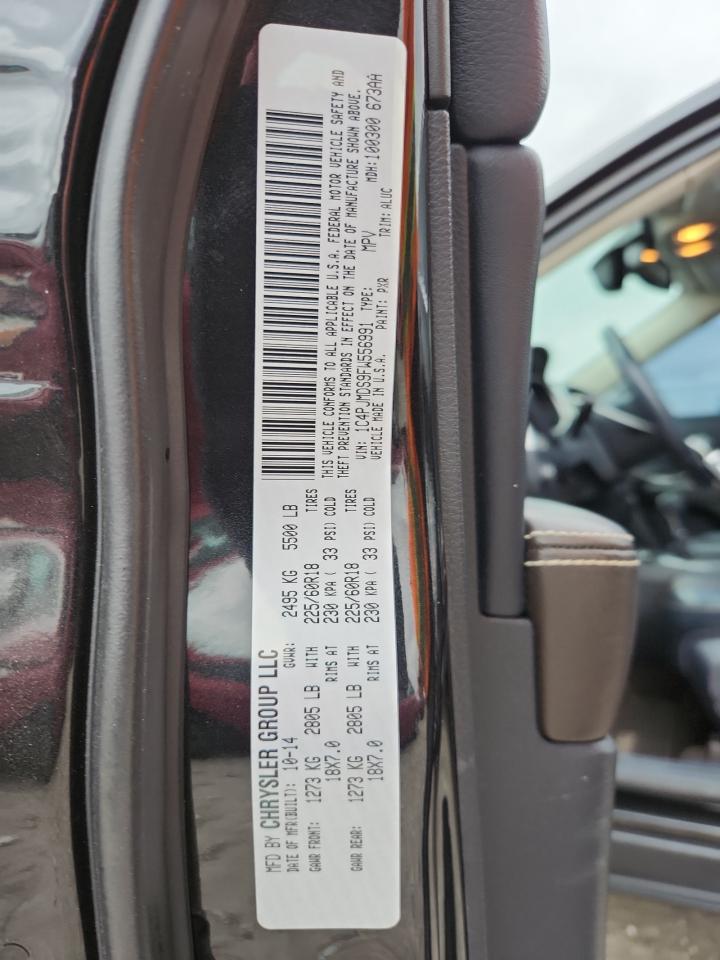 MFD BY CHRYSLER GROUP LLC
DATE OF MFR(BUILT): 10-14 GVWR: 2495 KG 5500 LB
GAWR FRONT: 1273 KG 2805 LB WITH 225/60R18 TIRES
18X7.0 RIMS AT 230 KPA ( 33 PSI) COLD
GAWR REAR: 1273 KG 2805 LB WITH 225/60R18 TIRES
18X7.0 RIMS AT 230 KPA ( 33 PSI) COLD
THIS VEHICLE CONFORMS TO ALL APPLICABLE U.S.A. FEDERAL MOTOR VEHICLE SAFETY AND
THEFT PREVENTION STANDARDS IN EFFECT ON THE DATE OF MANUFACTURE SHOWN ABOVE.
VIN: 1C4PJMDS9FW556991 TYPE: MPV MDH:100300 673AA
VEHICLE MADE IN U.S.A. PAINT: PXR TRIM: ALUC